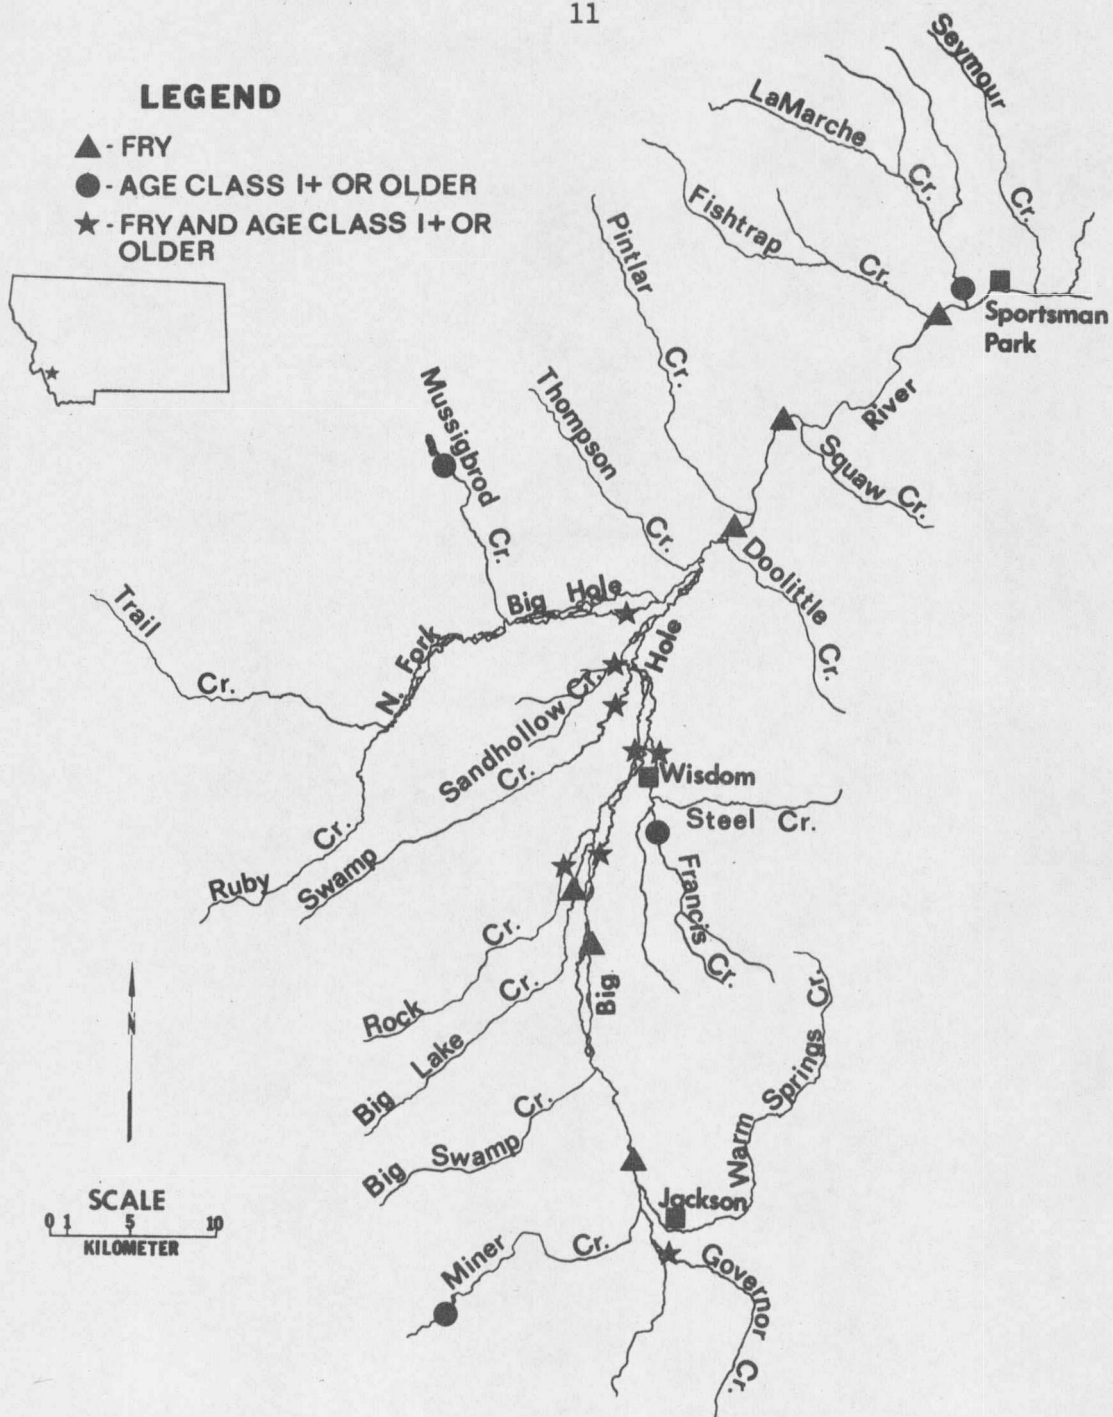 11
LEGEND
▲ - FRY
● - AGE CLASS I+ OR OLDER
★ - FRY AND AGE CLASS I+ OR
OLDER
Seymour Cr.
LaMarche Cr.
Fishtrap Cr.
Pintlar Cr.
Sportsman
Park
River
Squaw Cr.
Thompson Cr.
Mussigbrod Cr.
Doolittle Cr.
Big Hole
N. Fork
Trail Cr.
Hole
Sandhollow Cr.
Swamp Cr.
Ruby Cr.
Wisdom
Steel Cr.
Francis Cr.
Rock Cr.
Big Lake Cr.
Big
Big Swamp Cr.
Warm Springs Cr.
Jackson
Miner Cr.
Governor Cr.
N
SCALE
0 1 5 10
KILOMETER